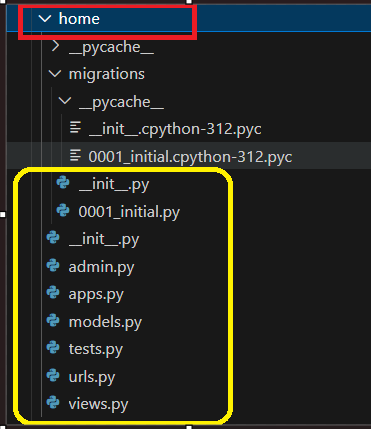 home
__pycache__
migrations
__pycache__
__init__.cpython-312.pyc
0001_initial.cpython-312.pyc
__init__.py
0001_initial.py
__init__.py
admin.py
apps.py
models.py
tests.py
urls.py
views.py